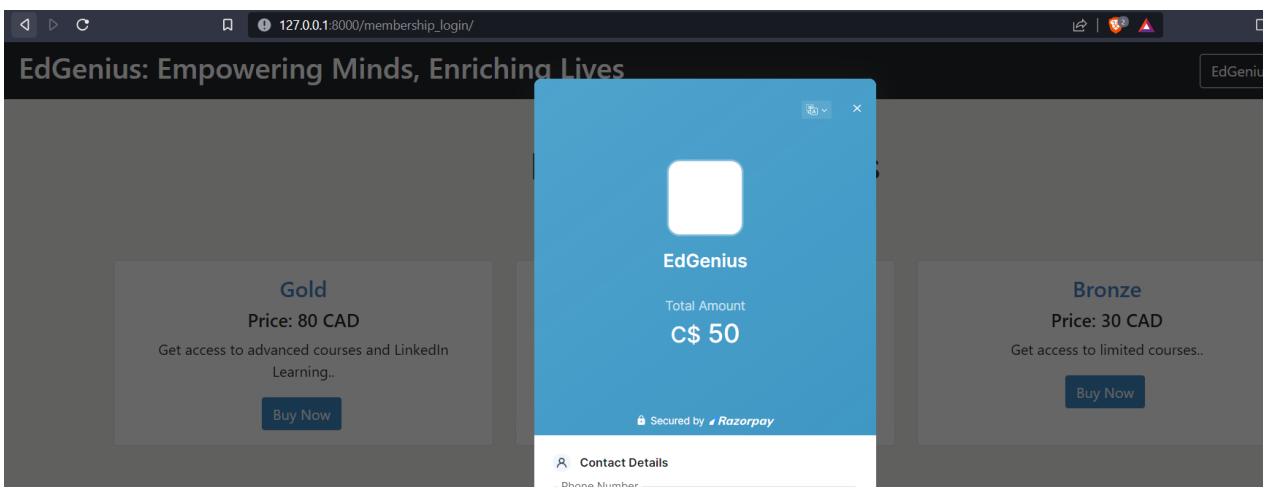 127.0.0.1:8000/membership_login/
2
EdGenius: Empowering Minds, Enriching Lives
EdGeniu
EdGenius
Total Amount
C$ 50
Secured by Razorpay
Contact Details
Phone Number
Gold
Price: 80 CAD
Get access to advanced courses and LinkedIn
Learning..
Buy Now
Bronze
Price: 30 CAD
Get access to limited courses..
Buy Now